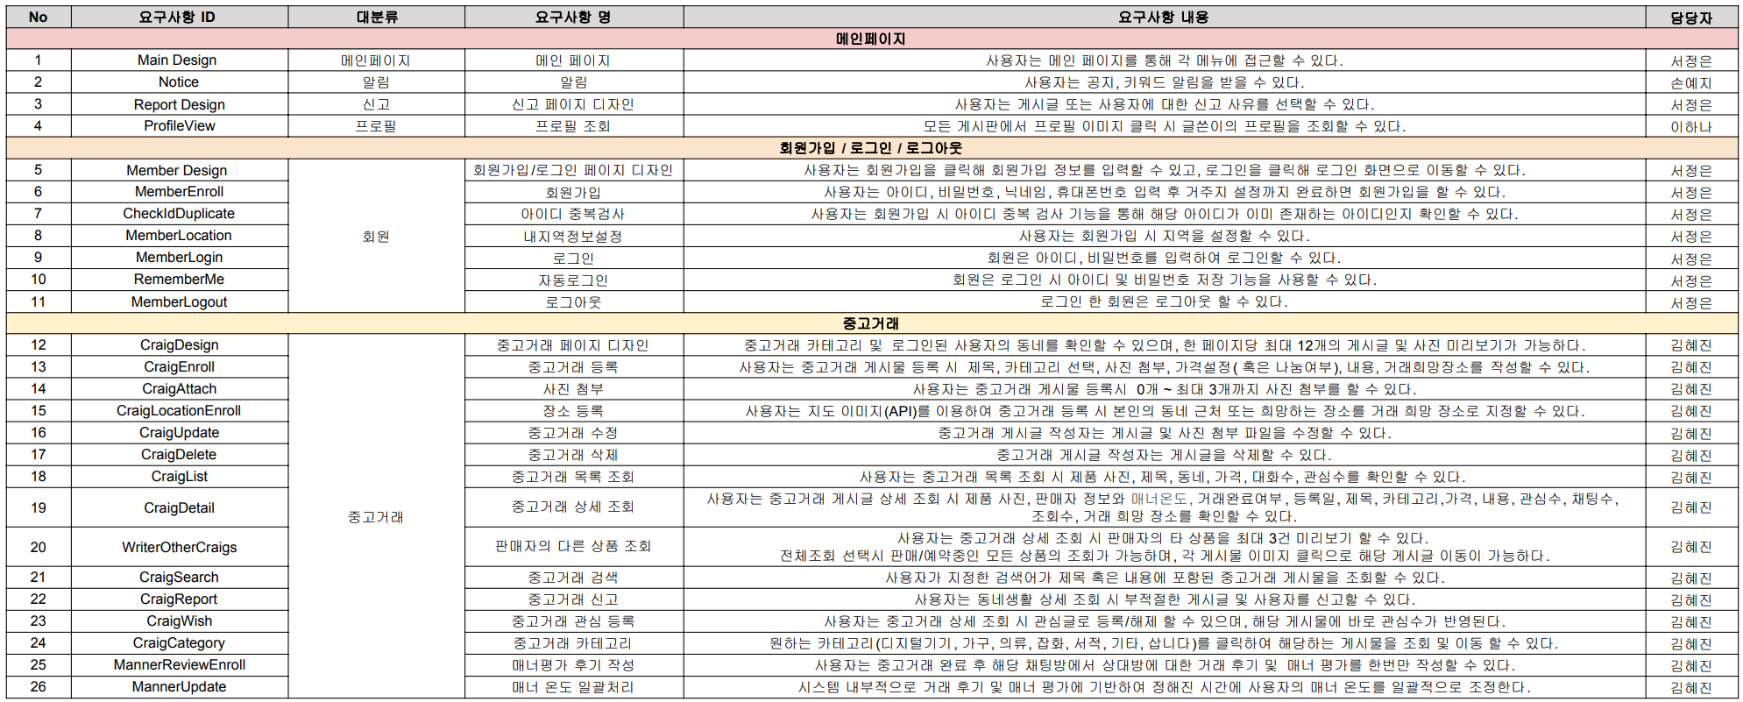 No 요구사항 ID 대분류 요구사항 명 요구사항 내용 담당자
메인페이지
1 Main Design 메인페이지 메인 페이지 사용자는 메인 페이지를 통해 각 메뉴에 접근할 수 있다. 서정은
2 Notice 알림 알림 사용자는 공지, 키워드 알림을 받을 수 있다. 손예지
3 Report Design 신고 신고 페이지 디자인 사용자는 게시글 또는 사용자에 대한 신고 사유를 선택할 수 있다. 서정은
4 ProfileView 프로필 프로필 조회 모든 게시판에서 프로필 이미지 클릭 시 글쓴이의 프로필을 조회할 수 있다. 이하나
회원가입 / 로그인 / 로그아웃
5 Member Design 회원가입/로그인 페이지 디자인 사용자는 회원가입을 클릭해 회원가입 정보를 입력할 수 있고, 로그인을 클릭해 로그인 화면으로 이동할 수 있다. 서정은
6 MemberEnroll 회원가입 사용자는 아이디, 비밀번호, 닉네임, 휴대폰번호 입력 후 거주지 설정까지 완료하면 회원가입을 할 수 있다. 서정은
7 CheckIdDuplicate 아이디 중복검사 사용자는 회원가입 시 아이디 중복 검사 기능을 통해 해당 아이디가 이미 존재하는 아이디인지 확인할 수 있다. 서정은
8 MemberLocation 회원 내지역정보설정 사용자는 회원가입 시 지역을 설정할 수 있다. 서정은
9 MemberLogin 로그인 회원은 아이디, 비밀번호를 입력하여 로그인할 수 있다. 서정은
10 RememberMe 자동로그인 회원은 로그인 시 아이디 및 비밀번호 저장 기능을 사용할 수 있다. 서정은
11 MemberLogout 로그아웃 로그인 한 회원은 로그아웃 할 수 있다. 서정은
중고거래
12 CraigDesign 중고거래 페이지 디자인 중고거래 카테고리 및 로그인된 사용자의 동네를 확인할 수 있으며, 한 페이지당 최대 12개의 게시글 및 사진 미리보기가 가능하다. 김혜진
13 CraigEnroll 중고거래 등록 사용자는 중고거래 게시물 등록 시 제목, 카테고리 선택, 사진 첨부, 가격설정( 혹은 나눔여부), 내용, 거래희망장소를 작성할 수 있다. 김혜진
14 CraigAttach 사진 첨부 사용자는 중고거래 게시물 등록시 0개 ~ 최대 3개까지 사진 첨부를 할 수 있다. 김혜진
15 CraigLocationEnroll 장소 등록 사용자는 지도 이미지(API)를 이용하여 중고거래 등록 시 본인의 동네 근처 또는 희망하는 장소를 거래 희망 장소로 지정할 수 있다. 김혜진
16 CraigUpdate 중고거래 수정 중고거래 게시글 작성자는 게시글 및 사진 첨부 파일을 수정할 수 있다. 김혜진
17 CraigDelete 중고거래 삭제 중고거래 게시글 작성자는 게시글을 삭제할 수 있다. 김혜진
18 CraigList 중고거래 목록 조회 사용자는 중고거래 목록 조회 시 제품 사진, 제목, 동네, 가격, 대화수, 관심수를 확인할 수 있다. 김혜진
19 CraigDetail 중고거래 중고거래 상세 조회 사용자는 중고거래 게시글 상세 조회 시 제품 사진, 판매자 정보와 매너온도, 거래완료여부, 등록일, 제목, 카테고리,가격, 내용, 관심수, 채팅수,
조회수, 거래 희망 장소를 확인할 수 있다. 김혜진
20 WriterOtherCraigs 판매자의 다른 상품 조회 사용자는 중고거래 상세 조회 시 판매자의 타 상품을 최대 3건 미리보기 할 수 있다.
전체조회 선택시 판매/예약중인 모든 상품의 조회가 가능하며, 각 게시물 이미지 클릭으로 해당 게시글 이동이 가능하다. 김혜진
21 CraigSearch 중고거래 검색 사용자가 지정한 검색어가 제목 혹은 내용에 포함된 중고거래 게시물을 조회할 수 있다. 김혜진
22 CraigReport 중고거래 신고 사용자는 동네생활 상세 조회 시 부적절한 게시글 및 사용자를 신고할 수 있다. 김혜진
23 CraigWish 중고거래 관심 등록 사용자는 중고거래 상세 조회 시 관심글로 등록/해제 할 수 있으며, 해당 게시물에 바로 관심수가 반영된다. 김혜진
24 CraigCategory 중고거래 카테고리 원하는 카테고리(디지털기기, 가구, 의류, 잡화, 서적, 기타, 삽니다)를 클릭하여 해당하는 게시물을 조회 및 이동 할 수 있다. 김혜진
25 MannerReviewEnroll 매너평가 후기 작성 사용자는 중고거래 완료 후 해당 채팅방에서 상대방에 대한 거래 후기 및 매너 평가를 한번만 작성할 수 있다. 김혜진
26 MannerUpdate 매너 온도 일괄처리 시스템 내부적으로 거래 후기 및 매너 평가에 기반하여 정해진 시간에 사용자의 매너 온도를 일괄적으로 조정한다. 김혜진